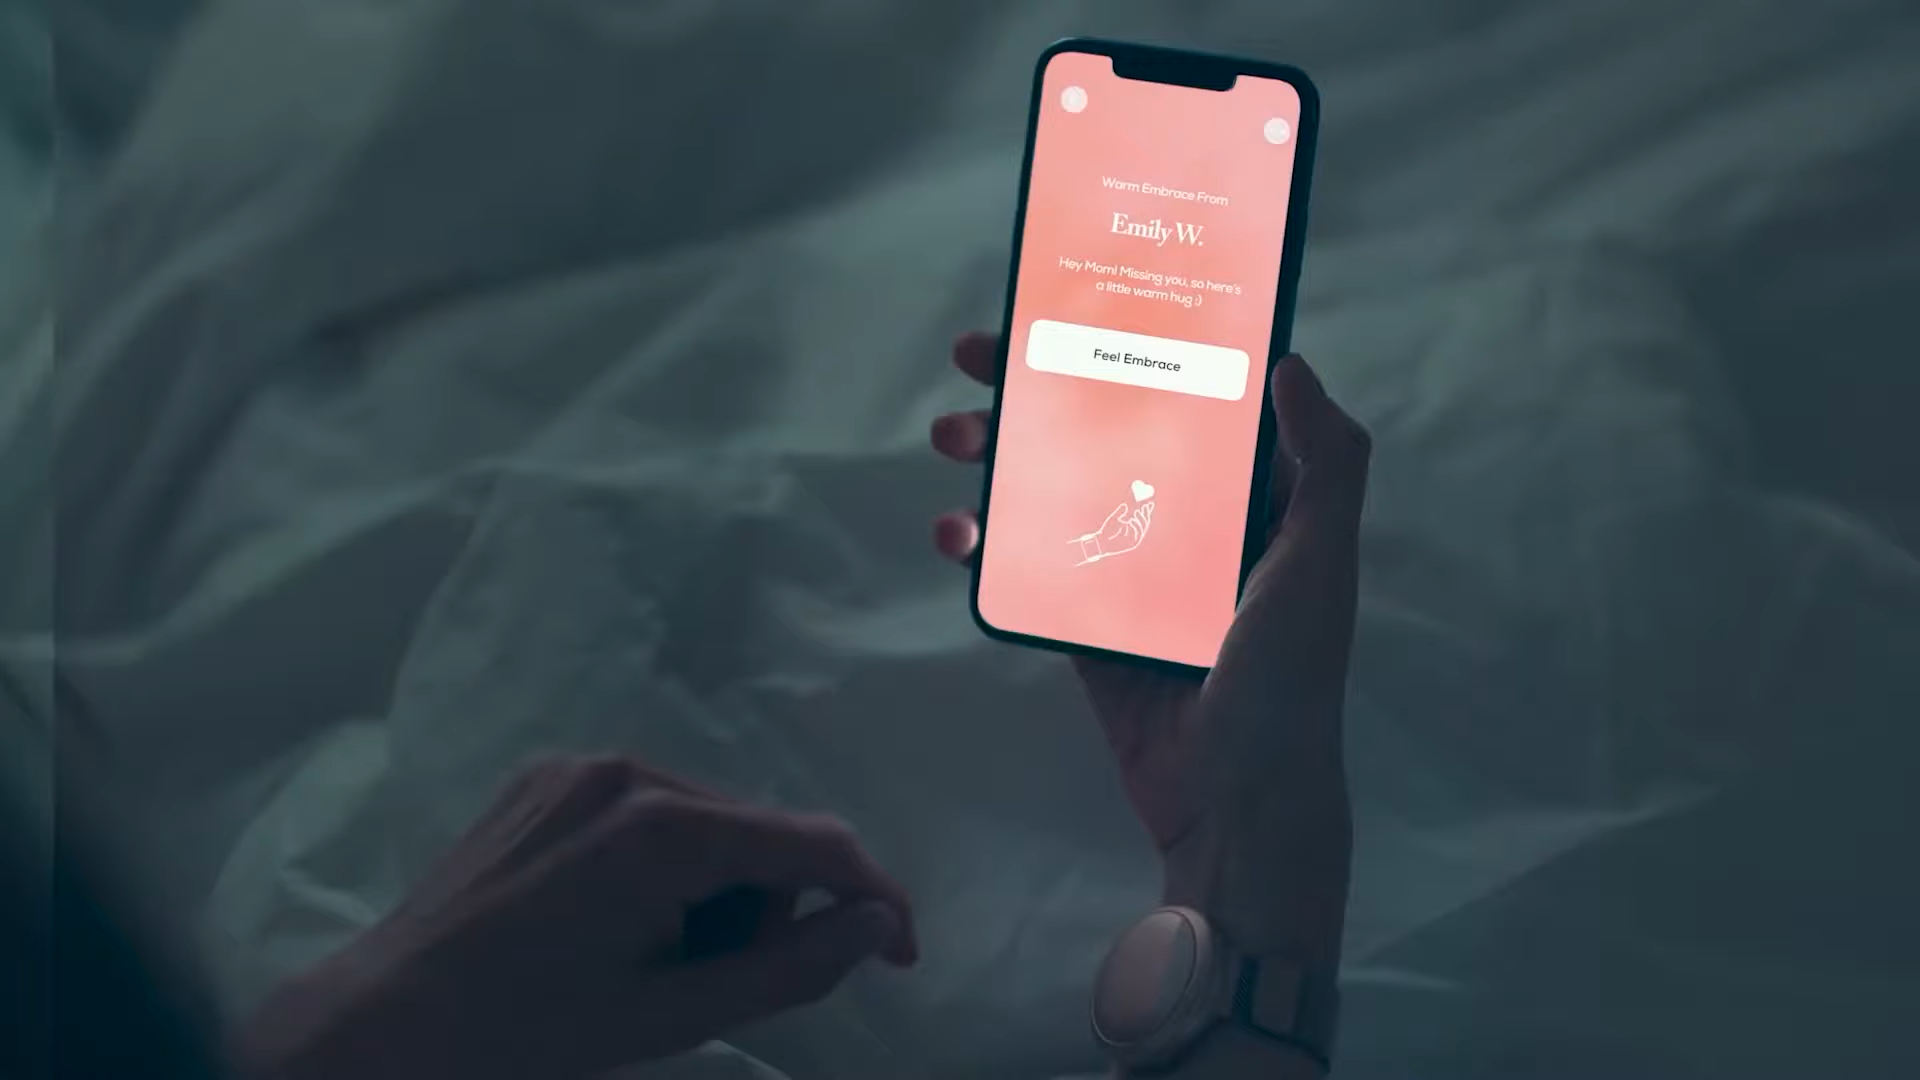 Warm Embrace From
Emily W.
Hey Mom! Missing you, so here's
a little warm hug :)
Feel Embrace